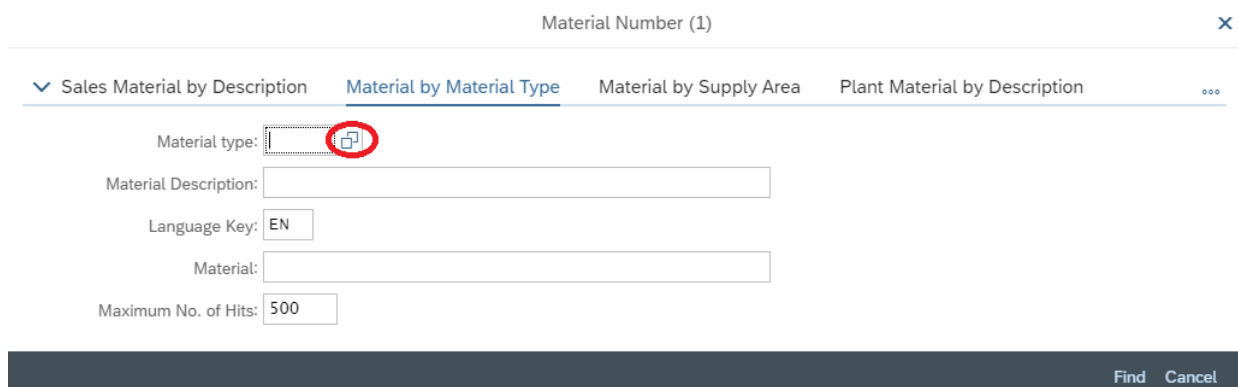 Material Number (1)
Sales Material by Description Material by Material Type Material by Supply Area Plant Material by Description
Material type:
Material Description:
Language Key: EN
Material:
Maximum No. of Hits: 500
Find Cancel